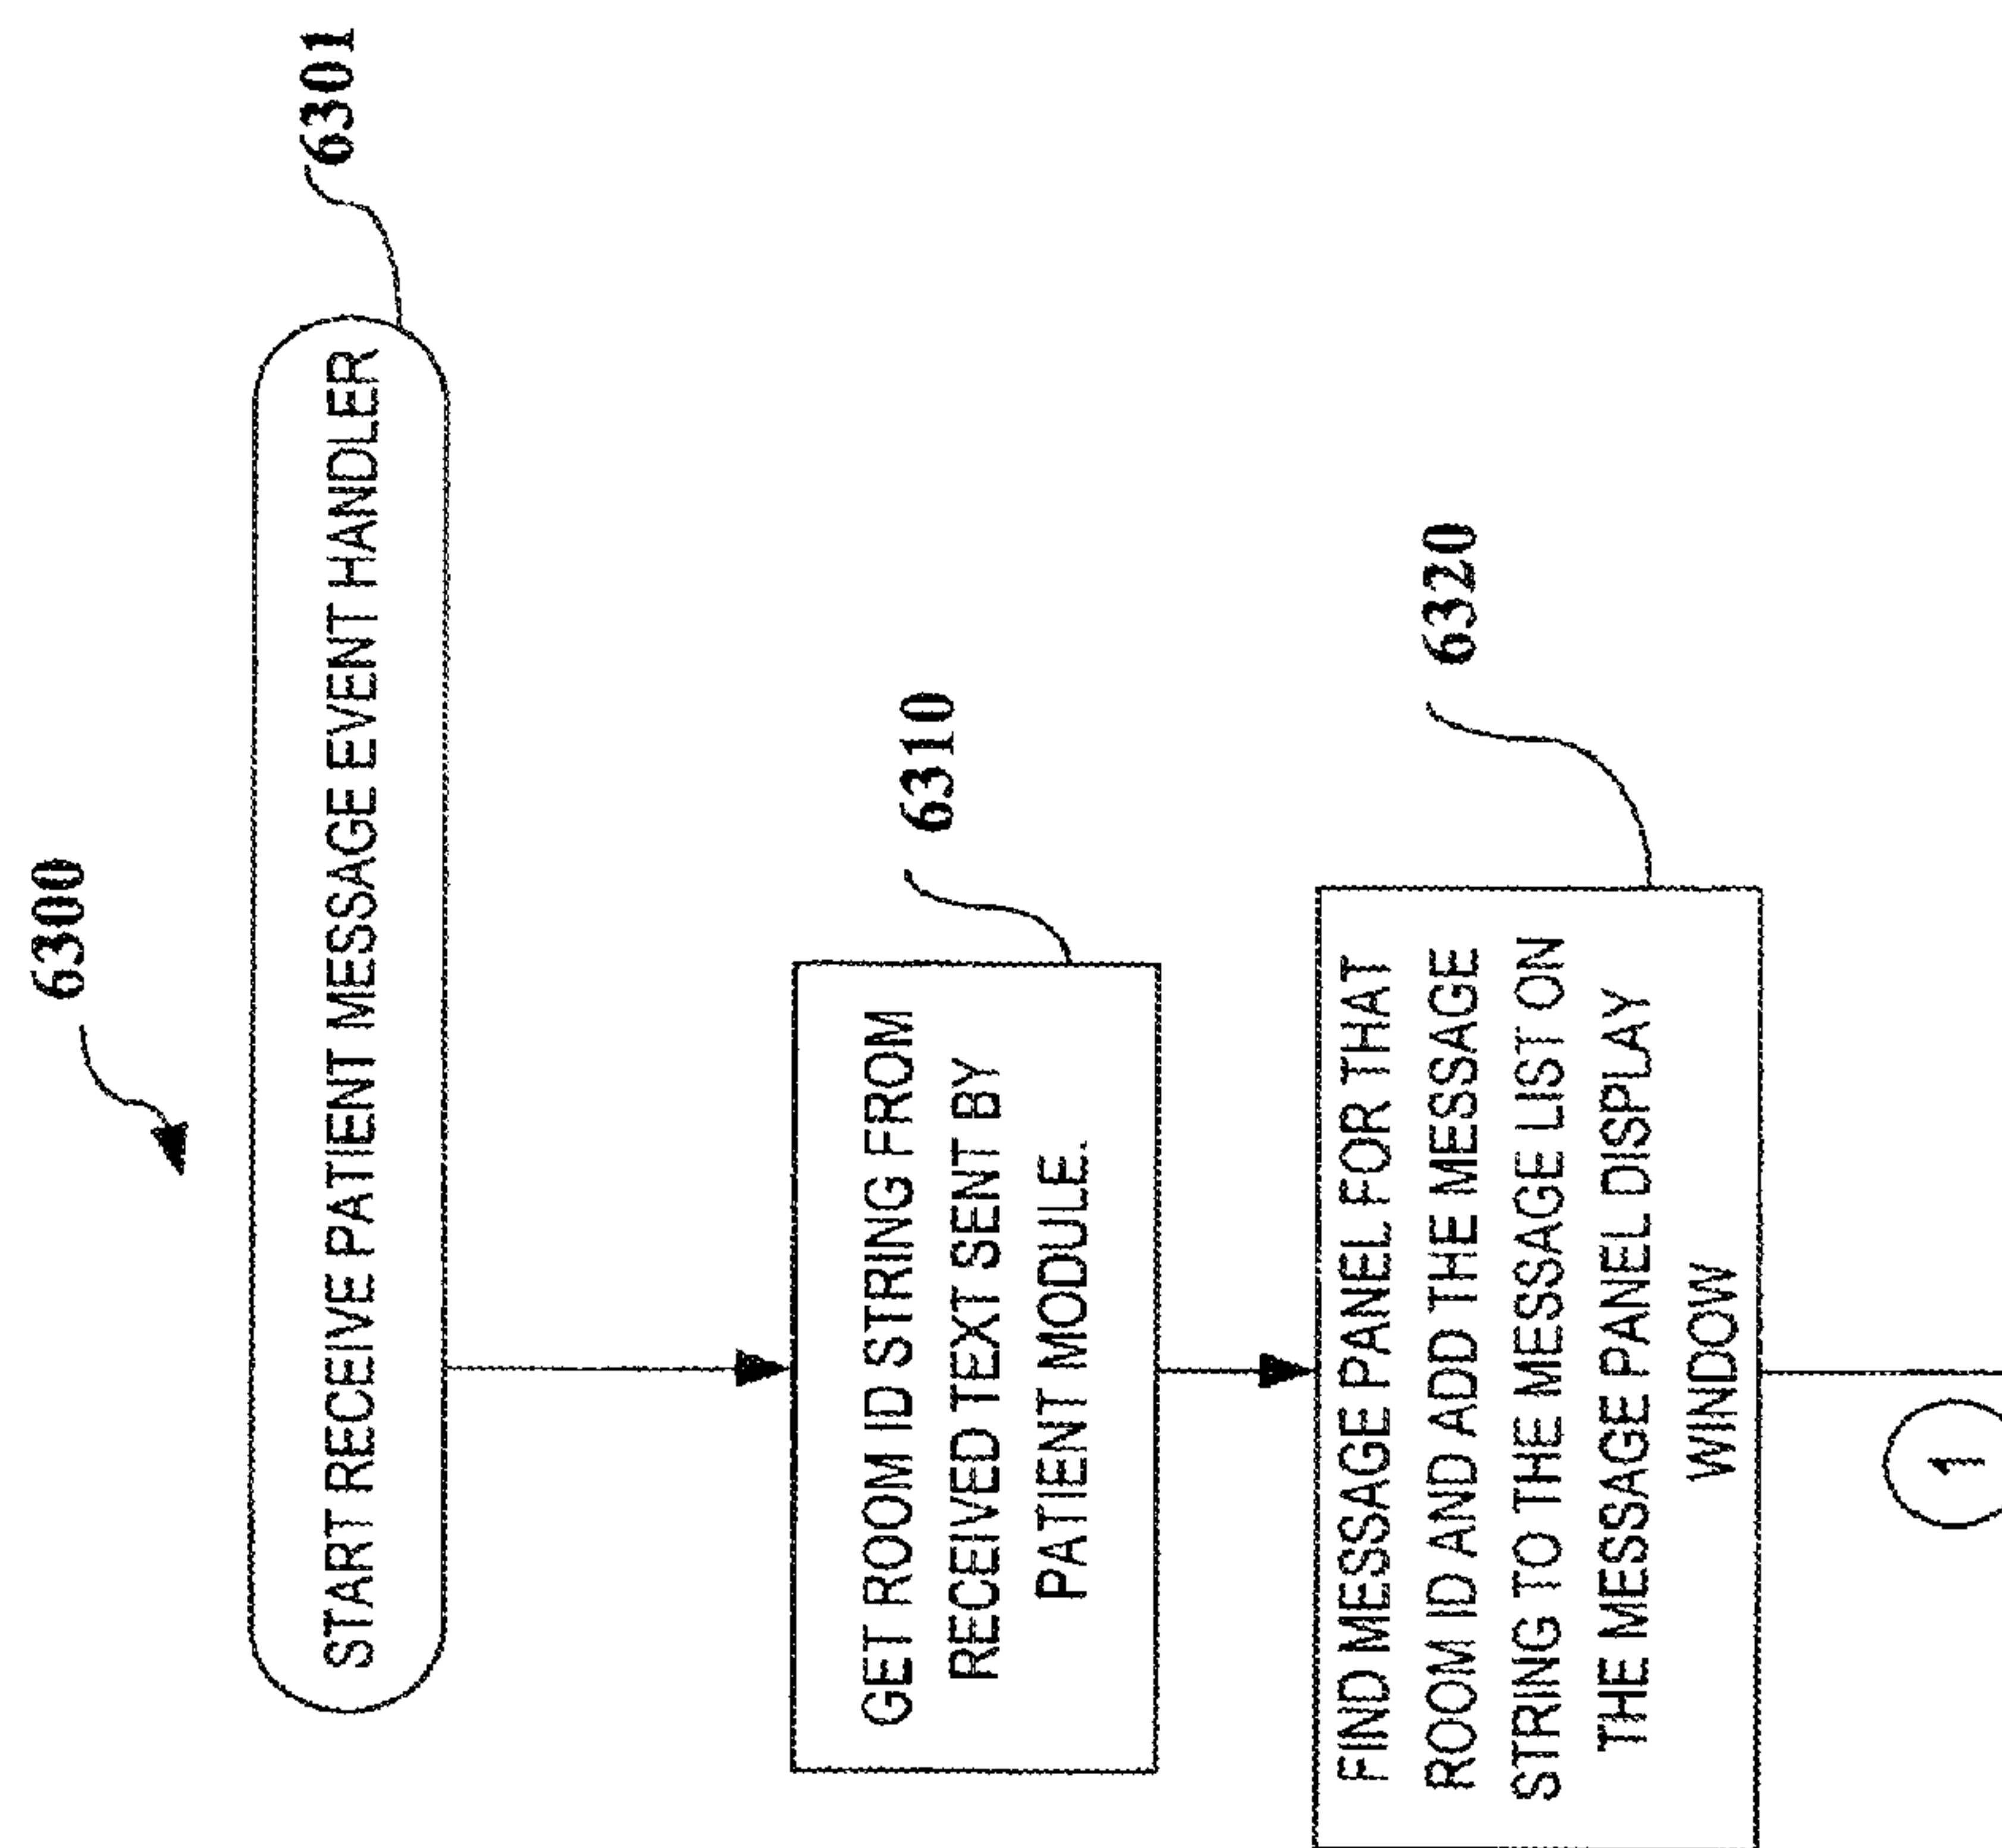 6300
START RECEIVE PATIENT MESSAGE EVENT HANDLER
6301
GET ROOM ID STRING FROM
RECEIVED TEXT SENT BY
PATIENT MODULE.
6310
FIND MESSAGE PANEL FOR THAT
ROOM ID AND ADD THE MESSAGE
STRING TO THE MESSAGE LIST ON
THE MESSAGE PANEL DISPLAY
WINDOW
6320
1